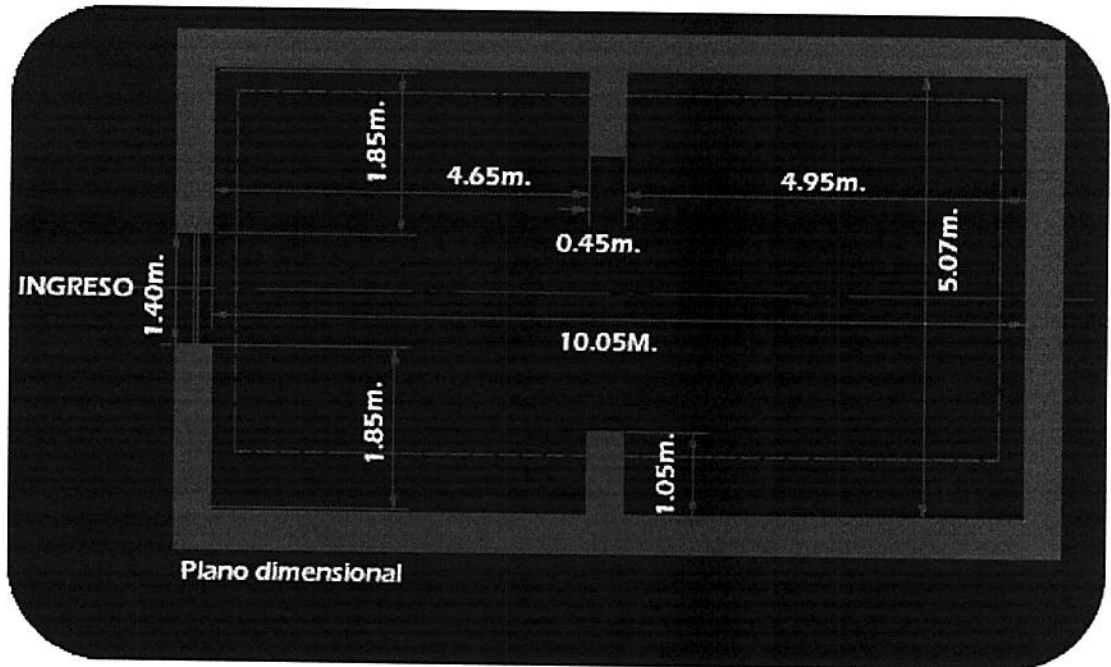 1.85m.
4.65m.
4.95m.
0.45m.
5.07m.
INGRESO
1.40m.
10.05M.
1.85m.
1.05m.
Plano dimensional